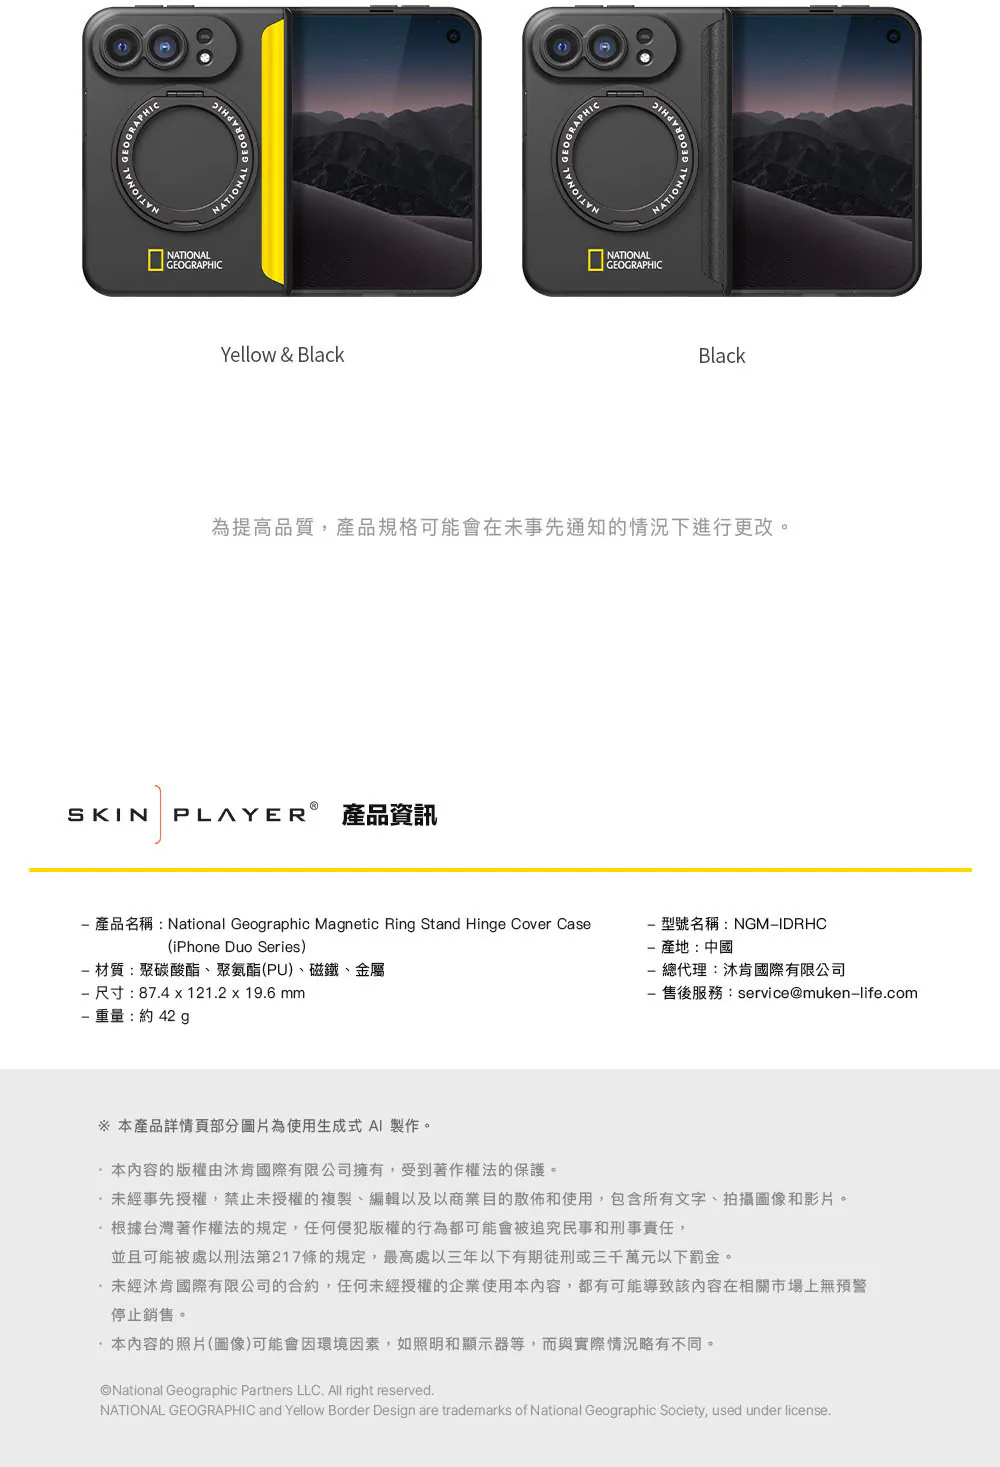 NATIONAL GEOGRAPHIC
NATIONAL GEOGRAPHIC
NATIONAL
GEOGRAPHIC
NATIONAL GEOGRAPHIC
NATIONAL GEOGRAPHIC
NATIONAL
GEOGRAPHIC
Yellow & Black
Black
為提高品質，產品規格可能會在未事先通知的情況下進行更改。
SKIN PLAYER® 產品資訊
– 產品名稱 : National Geographic Magnetic Ring Stand Hinge Cover Case
(iPhone Duo Series)
– 材質 : 聚碳酸酯、聚氨酯(PU)、磁鐵、金屬
– 尺寸 : 87.4 x 121.2 x 19.6 mm
– 重量 : 約 42 g
– 型號名稱 : NGM–IDRHC
– 產地 : 中國
– 總代理：沐肯國際有限公司
– 售後服務：service@muken–life.com
※ 本產品詳情頁部分圖片為使用生成式 AI 製作。
· 本內容的版權由沐肯國際有限公司擁有，受到著作權法的保護。
· 未經事先授權，禁止未授權的複製、編輯以及以商業目的散佈和使用，包含所有文字、拍攝圖像和影片。
· 根據台灣著作權法的規定，任何侵犯版權的行為都可能會被追究民事和刑事責任，
並且可能被處以刑法第217條的規定，最高處以三年以下有期徒刑或三千萬元以下罰金。
· 未經沐肯國際有限公司的合約，任何未經授權的企業使用本內容，都有可能導致該內容在相關市場上無預警
停止銷售。
· 本內容的照片(圖像)可能會因環境因素，如照明和顯示器等，而與實際情況略有不同。
©National Geographic Partners LLC. All right reserved.
NATIONAL GEOGRAPHIC and Yellow Border Design are trademarks of National Geographic Society, used under license.